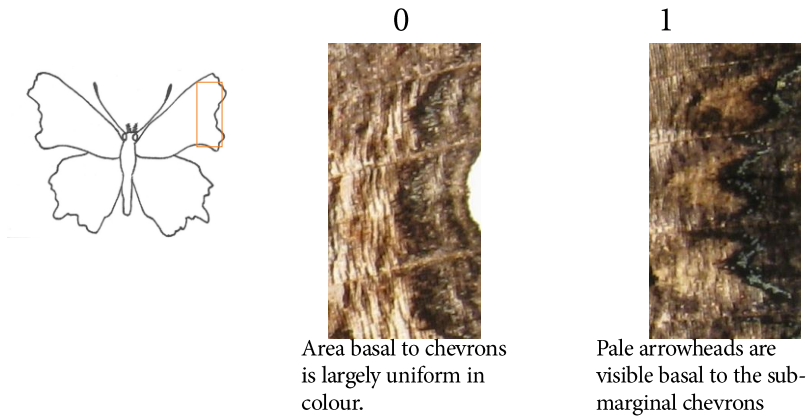 0
1
Area basal to chevrons
is largely uniform in
colour.
Pale arrowheads are
visible basal to the sub-
marginal chevrons